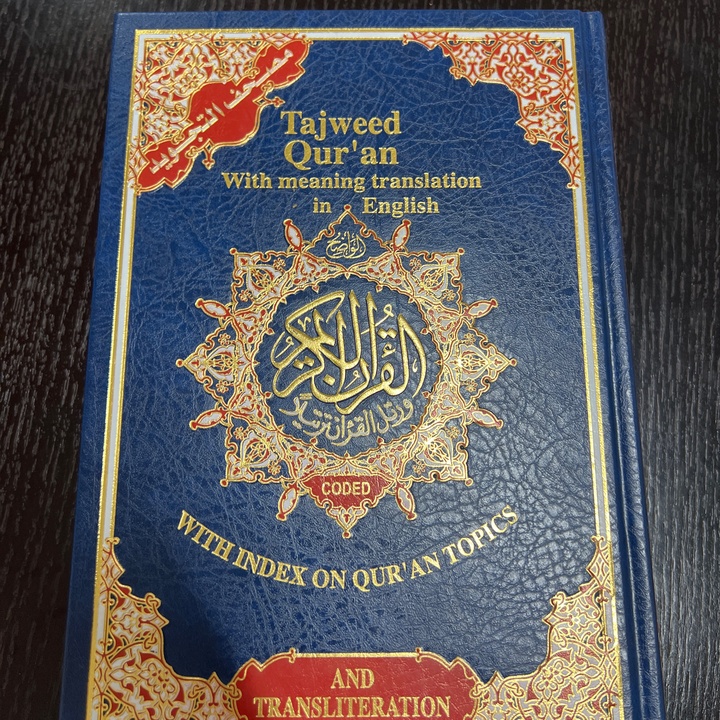 مصحف التجويد
Tajweed
Qur'an
With meaning translation
in English
الواضح
القرآن الكريم
ورتل القرآن ترتيلا
CODED
WITH INDEX ON QUR'AN TOPICS
AND
TRANSLITERATION